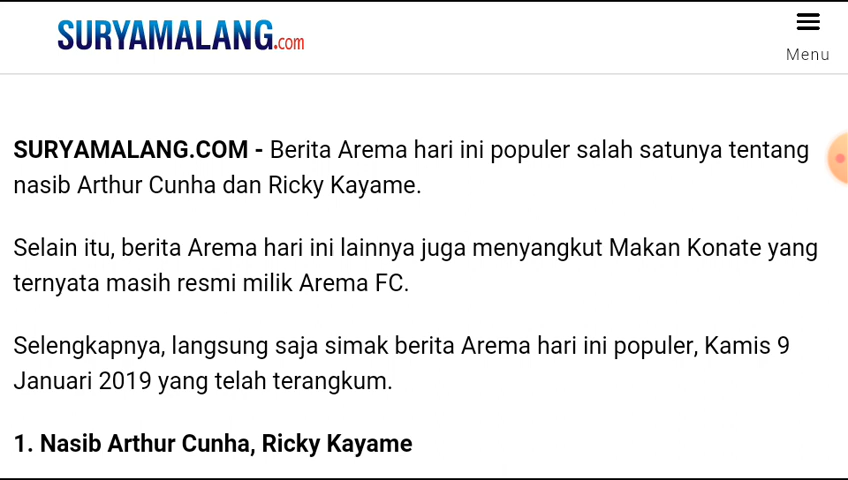 SURYAMALANG.com
Menu
SURYAMALANG.COM - Berita Arema hari ini populer salah satunya tentang
nasib Arthur Cunha dan Ricky Kayame.
Selain itu, berita Arema hari ini lainnya juga menyangkut Makan Konate yang
ternyata masih resmi milik Arema FC.
Selengkapnya, langsung saja simak berita Arema hari ini populer, Kamis 9
Januari 2019 yang telah terangkum.
1. Nasib Arthur Cunha, Ricky Kayame